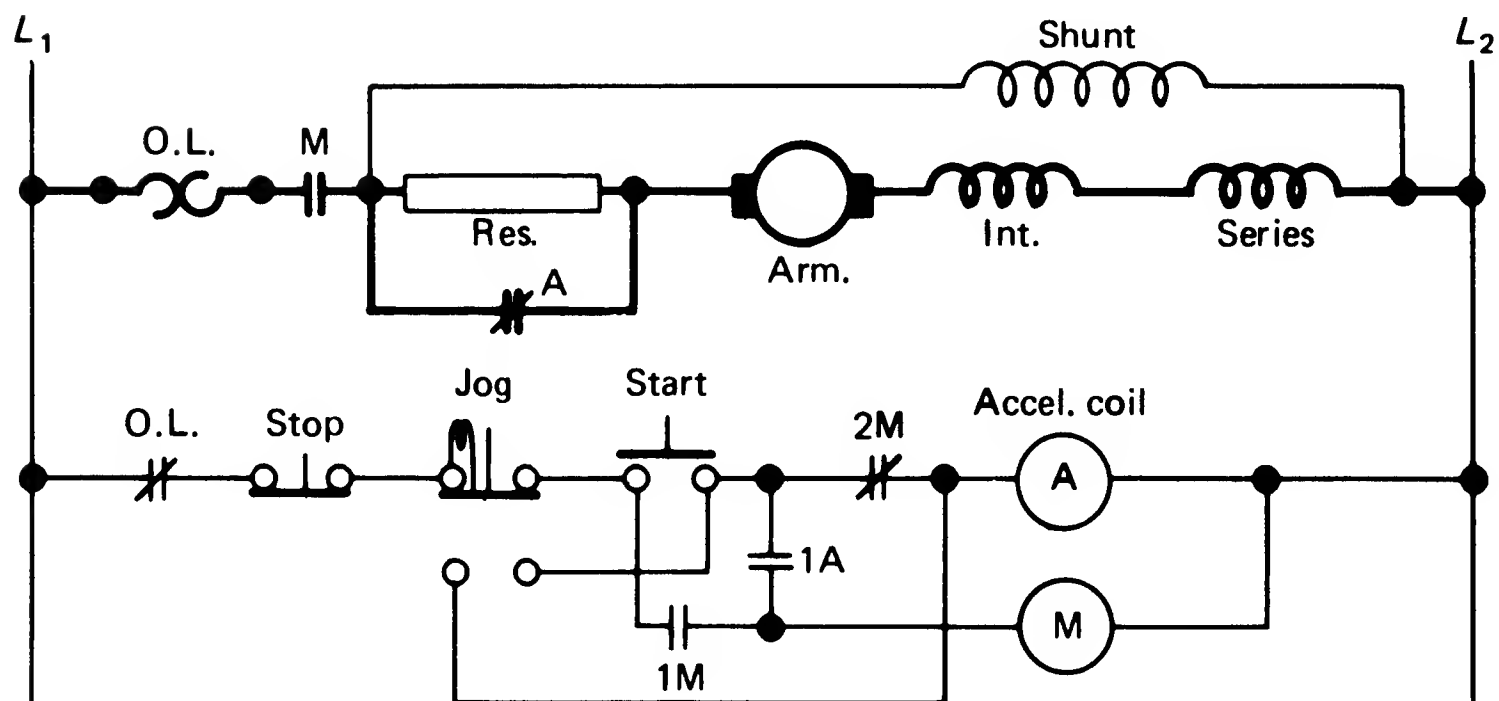 L1
L2
Shunt
O.L.
M
Res.
Arm.
Int.
Series
A
Jog
Start
Accel. coil
O.L.
Stop
2M
A
1A
M
1M